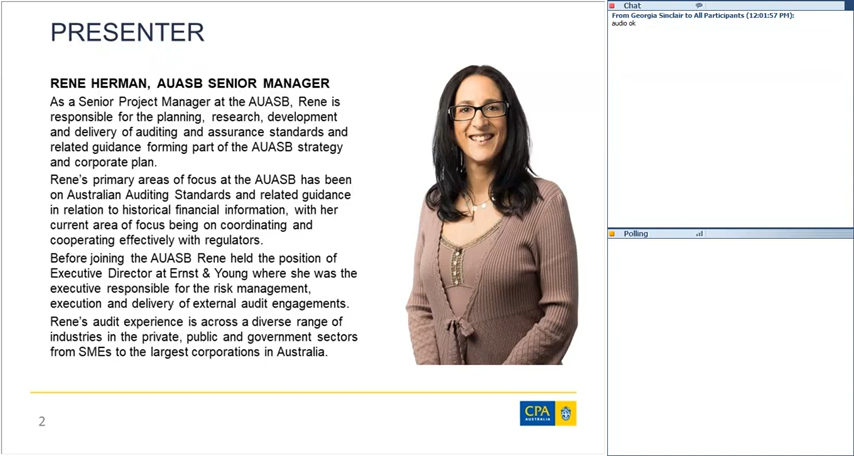 PRESENTER
RENE HERMAN, AUASB SENIOR MANAGER
As a Senior Project Manager at the AUASB, Rene is
responsible for the planning, research, development
and delivery of auditing and assurance standards and
related guidance forming part of the AUASB strategy
and corporate plan.
Rene's primary areas of focus at the AUASB has been
on Australian Auditing Standards and related guidance
in relation to historical financial information, with her
current area of focus being on coordinating and
cooperating effectively with regulators.
Before joining the AUASB Rene held the position of
Executive Director at Ernst & Young where she was the
executive responsible for the risk management,
execution and delivery of external audit engagements.
Rene's audit experience is across a diverse range of
industries in the private, public and government sectors
from SMEs to the largest corporations in Australia.
2
CPA
AUSTRALIA
Chat
From Georgia Sinclair to All Participants (12:01:57 PM):
audio ok
Polling